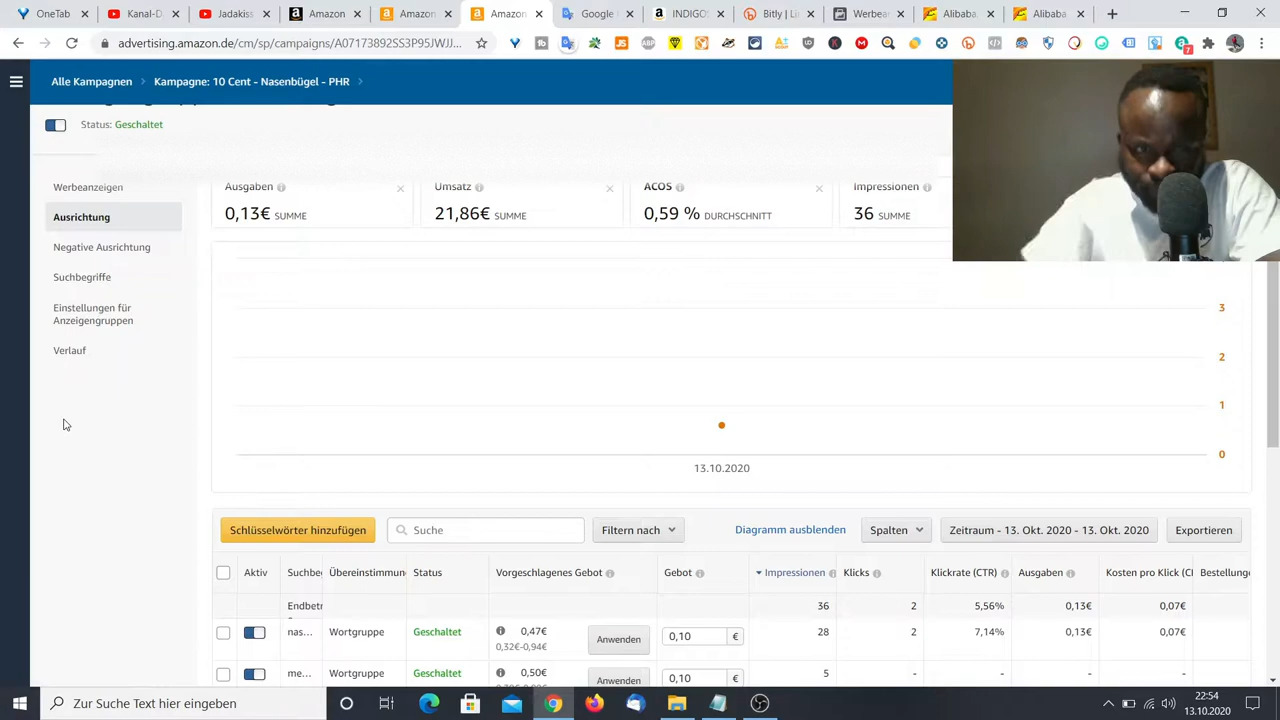 OneTab
Kanal-D
Jadakiss
Amazon
Amazon
Amazon
Google
INDIGO
Bitly | Li
Werbear
Alibaba
Alibaba
advertising.amazon.de/cm/sp/campaigns/A07173892SS3P95JWJJ...
Alle Kampagnen
Kampagne: 10 Cent - Nasenbügel - PHR
Status: Geschaltet
Werbeanzeigen
Ausrichtung
Negative Ausrichtung
Suchbegriffe
Einstellungen für
Anzeigengruppen
Verlauf
Ausgaben
Umsatz
ACOS
Impressionen
0,13€ SUMME
21,86€ SUMME
0,59 % DURCHSCHNITT
36 SUMME
3
2
1
0
13.10.2020
Schlüsselwörter hinzufügen
Suche
Filtern nach
Diagramm ausblenden
Spalten
Zeitraum - 13. Okt. 2020 - 13. Okt. 2020
Exportieren
Aktiv
Suchbe
Übereinstimmun
Status
Vorgeschlagenes Gebot
Gebot
Impressionen
Klicks
Klickrate (CTR)
Ausgaben
Kosten pro Klick (CI
Bestellunge
Endbetr
36
2
5,56%
0,13€
0,07€
nas...
Wortgruppe
Geschaltet
0,47€
0,32€-0,94€
Anwenden
0,10
€
28
2
7,14%
0,13€
0,07€
me...
Wortgruppe
Geschaltet
0,50€
Anwenden
0,10
€
5
-
-
-
-
Zur Suche Text hier eingeben
22:54
13.10.2020